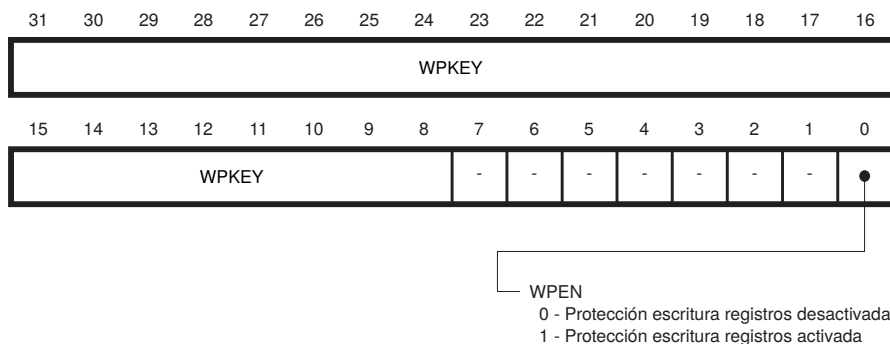 31 30 29 28 27 26 25 24 23 22 21 20 19 18 17 16
WPKEY
15 14 13 12 11 10 9 8 7 6 5 4 3 2 1 0
WPKEY - - - - - - -
WPEN
0 - Protección escritura registros desactivada
1 - Protección escritura registros activada